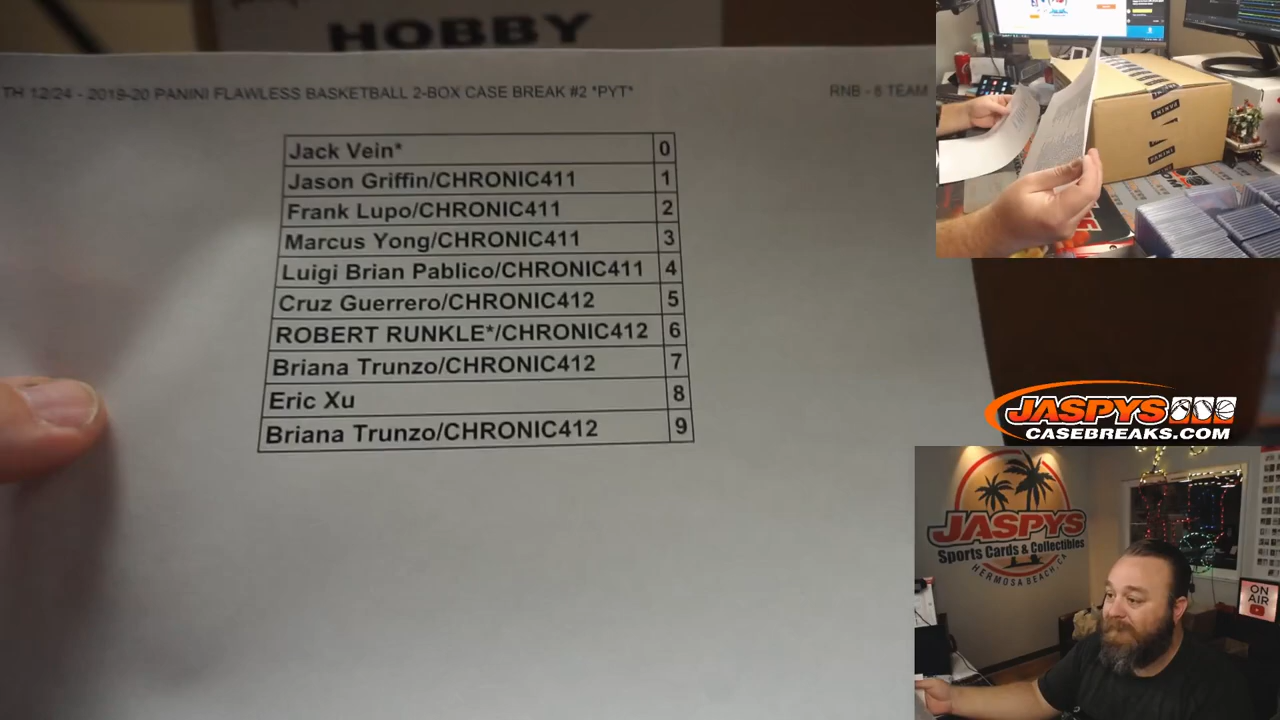 HOBBY
TH 12/24 - 2019-20 PANINI FLAWLESS BASKETBALL 2-BOX CASE BREAK #2 *PYT*
RNB - 6 TEAM
Jack Vein* 0
Jason Griffin/CHRONIC411 1
Frank Lupo/CHRONIC411 2
Marcus Yong/CHRONIC411 3
Luigi Brian Pablico/CHRONIC411 4
Cruz Guerrero/CHRONIC412 5
ROBERT RUNKLE*/CHRONIC412 6
Briana Trunzo/CHRONIC412 7
Eric Xu 8
Briana Trunzo/CHRONIC412 9
PANINI
JASPYS
CASEBREAKS.COM
JASPYS
Sports Cards & Collectibles
HERMOSA BEACH, CA
ON
AIR